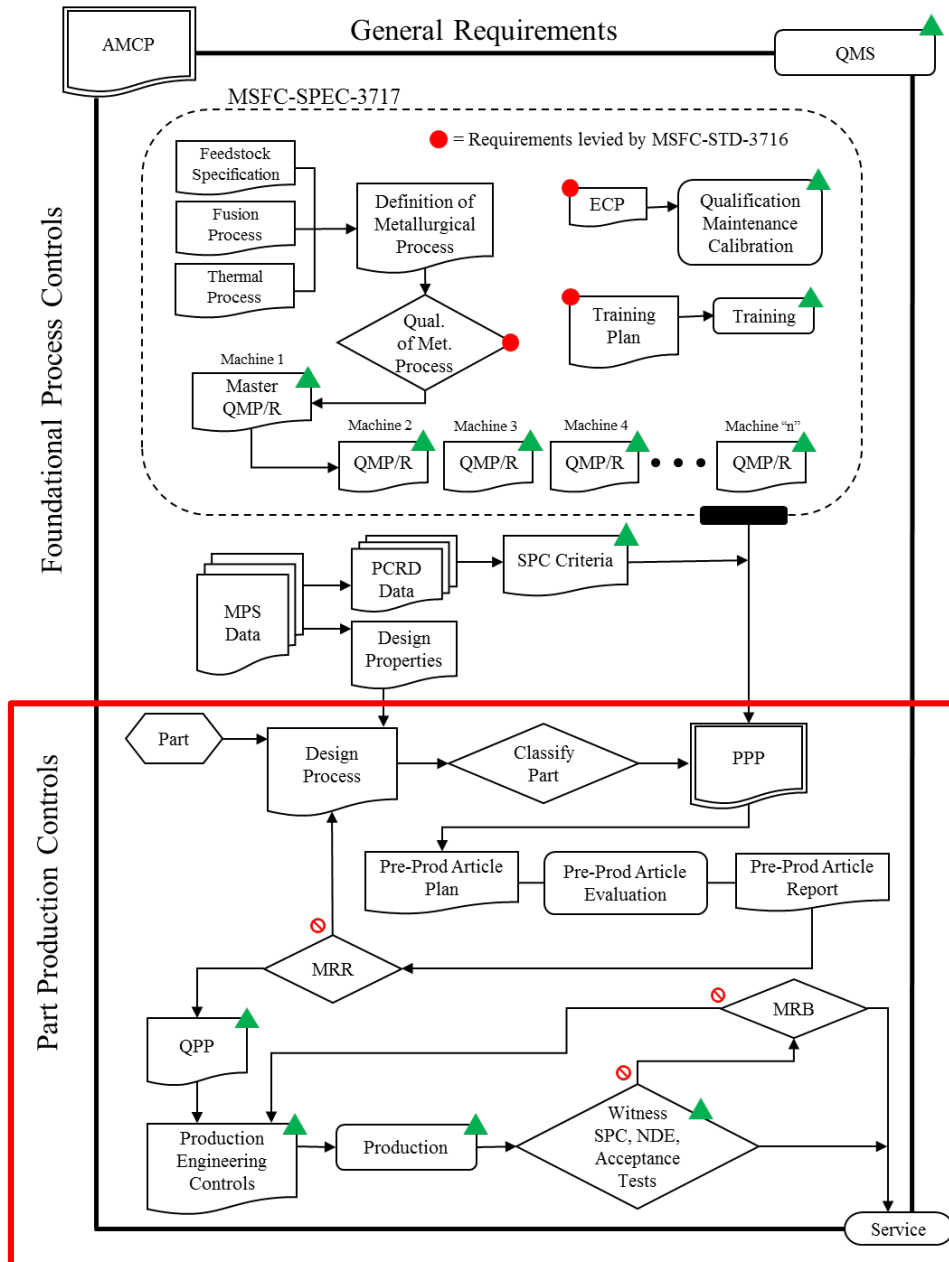 General Requirements
AMCP
QMS
MSFC-SPEC-3717
= Requirements levied by MSFC-STD-3716
Foundational Process Controls
Feedstock
Specification
Fusion
Process
Thermal
Process
Definition of
Metallurgical
Process
ECP
Qualification
Maintenance
Calibration
Training
Plan
Training
Qual.
of Met.
Process
Machine 1
Master
QMP/R
Machine 2
QMP/R
Machine 3
QMP/R
Machine 4
QMP/R
Machine “n”
QMP/R
MPS
Data
PCRD
Data
SPC Criteria
Design
Properties
Part Production Controls
Part
Design
Process
Classify
Part
PPP
Pre-Prod Article
Plan
Pre-Prod Article
Evaluation
Pre-Prod Article
Report
MRR
MRB
QPP
Production
Engineering
Controls
Production
Witness
SPC, NDE,
Acceptance
Tests
Service